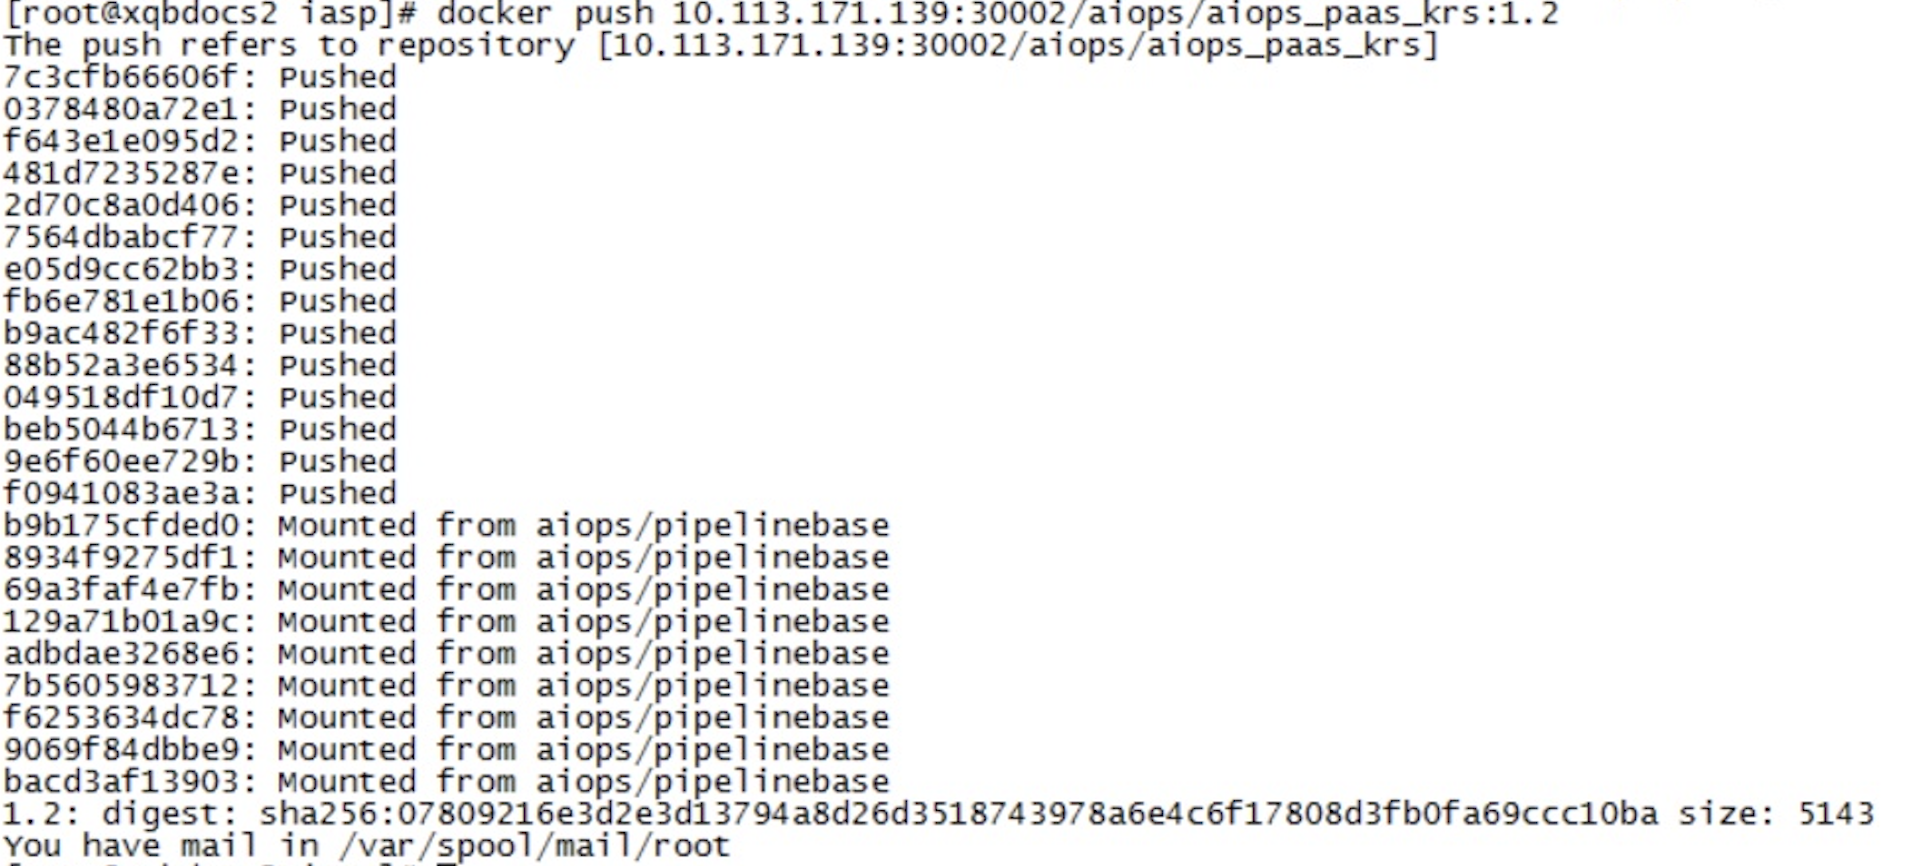 [root@xqbdocs2 iasp]# docker push 10.113.171.139:30002/aiops/aiops_paas_krs:1.2
The push refers to repository [10.113.171.139:30002/aiops/aiops_paas_krs]
7c3cfb66606f: Pushed
0378480a72e1: Pushed
f643e1e095d2: Pushed
481d7235287e: Pushed
2d70c8a0d406: Pushed
7564dbabcf77: Pushed
e05d9cc62bb3: Pushed
fb6e781e1b06: Pushed
b9ac482f6f33: Pushed
88b52a3e6534: Pushed
049518df10d7: Pushed
beb5044b6713: Pushed
9e6f60ee729b: Pushed
f0941083ae3a: Pushed
b9b175cfded0: Mounted from aiops/pipelinebase
8934f9275df1: Mounted from aiops/pipelinebase
69a3faf4e7fb: Mounted from aiops/pipelinebase
129a71b01a9c: Mounted from aiops/pipelinebase
adbdae3268e6: Mounted from aiops/pipelinebase
7b5605983712: Mounted from aiops/pipelinebase
f6253634dc78: Mounted from aiops/pipelinebase
9069f84dbbe9: Mounted from aiops/pipelinebase
bacd3af13903: Mounted from aiops/pipelinebase
1.2: digest: sha256:07809216e3d2e3d13794a8d26d3518743978a6e4c6f17808d3fb0fa69ccc10ba size: 5143
You have mail in /var/spool/mail/root